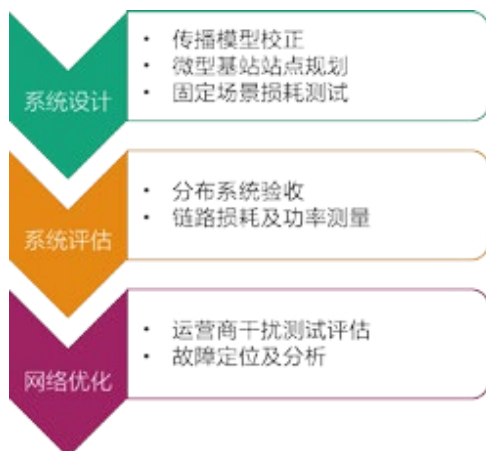 系统设计
• 传播模型校正
• 微型基站站点规划
• 固定场景损耗测试
系统评估
• 分布系统验收
• 链路损耗及功率测量
网络优化
• 运营商干扰测试评估
• 故障定位及分析